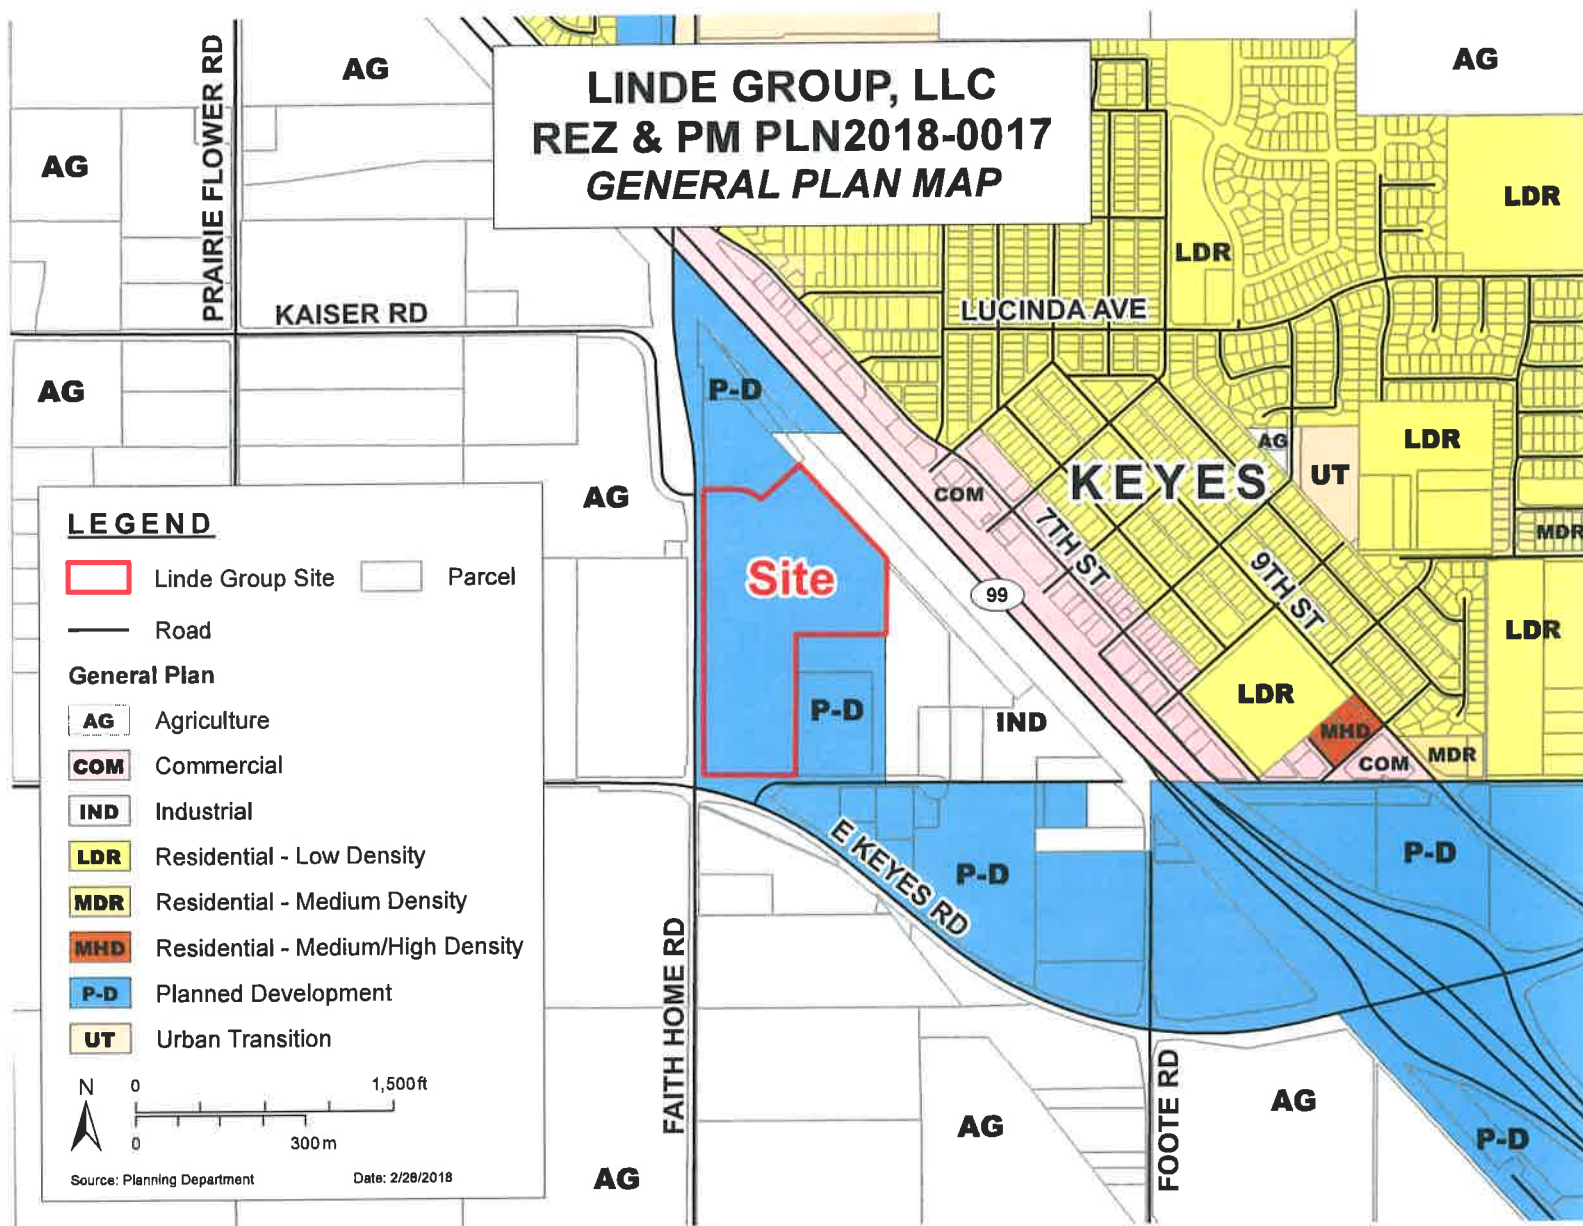 LINDE GROUP, LLC
REZ & PM PLN2018-0017
GENERAL PLAN MAP
AG
AG
AG
PRAIRIE FLOWER RD
KAISER RD
AG
AG
LDR
LDR
LUCINDA AVE
P-D
COM
KEYES
AG
UT
LDR
MDR
7TH ST
9TH ST
99
Site
P-D
IND
LDR
LDR
MHD
COM
MDR
E KEYES RD
P-D
P-D
FAITH HOME RD
FOOTE RD
AG
AG
AG
P-D
LEGEND
Linde Group Site
Parcel
Road
General Plan
AG Agriculture
COM Commercial
IND Industrial
LDR Residential - Low Density
MDR Residential - Medium Density
MHD Residential - Medium/High Density
P-D Planned Development
UT Urban Transition
N
0 1,500ft
0 300m
Source: Planning Department Date: 2/28/2018